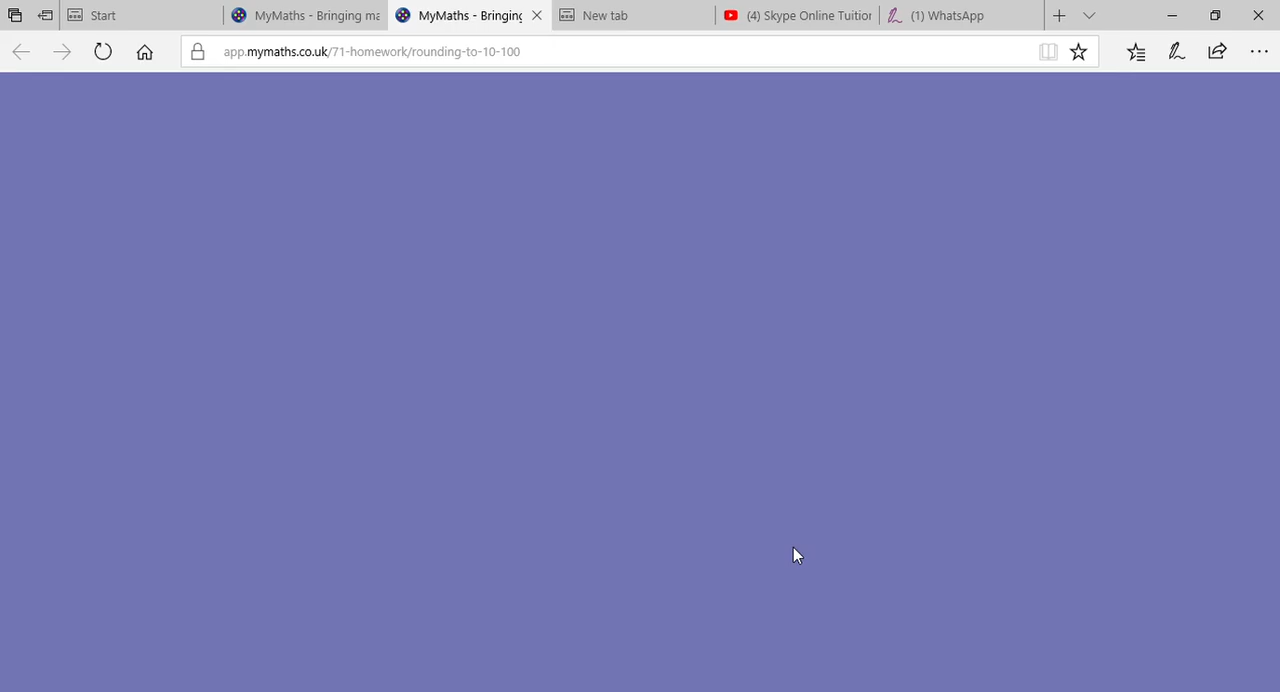 Start
MyMaths - Bringing ma
MyMaths - Bringing
New tab
(4) Skype Online Tuition
(1) WhatsApp
app.mymaths.co.uk/71-homework/rounding-to-10-100